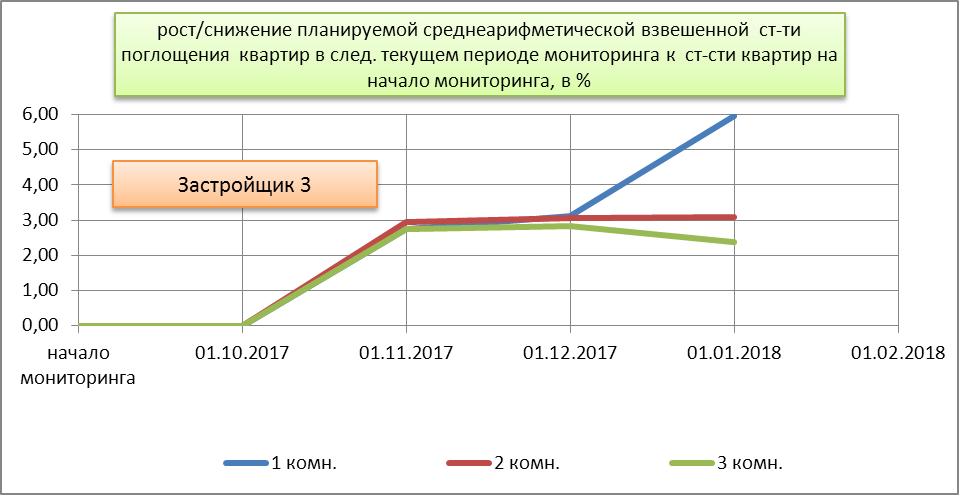 рост/снижение планируемой среднеарифметической взвешенной ст-ти
поглощения квартир в след. текущем периоде мониторинга к ст-сти квартир на
начало мониторинга, в %
6,00
5,00
4,00
3,00
2,00
1,00
0,00
Застройщик 3
начало
мониторинга
01.10.2017
01.11.2017
01.12.2017
01.01.2018
01.02.2018
1 комн.
2 комн.
3 комн.